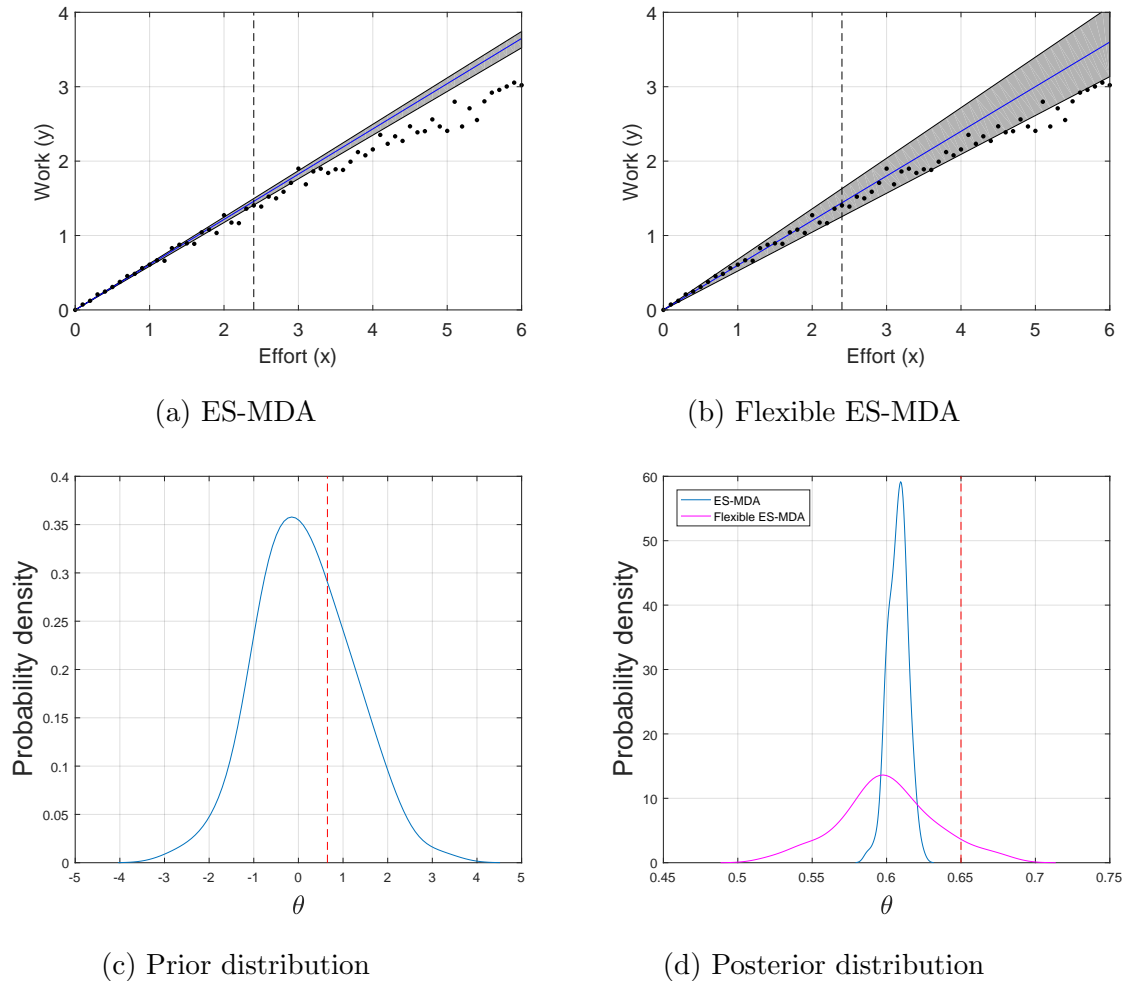 4
3
2
1
0
0 1 2 3 4 5 6
Work (y)
Effort (x)
(a) ES-MDA
4
3
2
1
0
0 1 2 3 4 5 6
Work (y)
Effort (x)
(b) Flexible ES-MDA
0.4
0.35
0.3
0.25
0.2
0.15
0.1
0.05
0
-5 -4 -3 -2 -1 0 1 2 3 4 5
Probability density
θ
(c) Prior distribution
60
50
40
30
20
10
0
0.45 0.5 0.55 0.6 0.65 0.7 0.75
Probability density
ES-MDA
Flexible ES-MDA
θ
(d) Posterior distribution